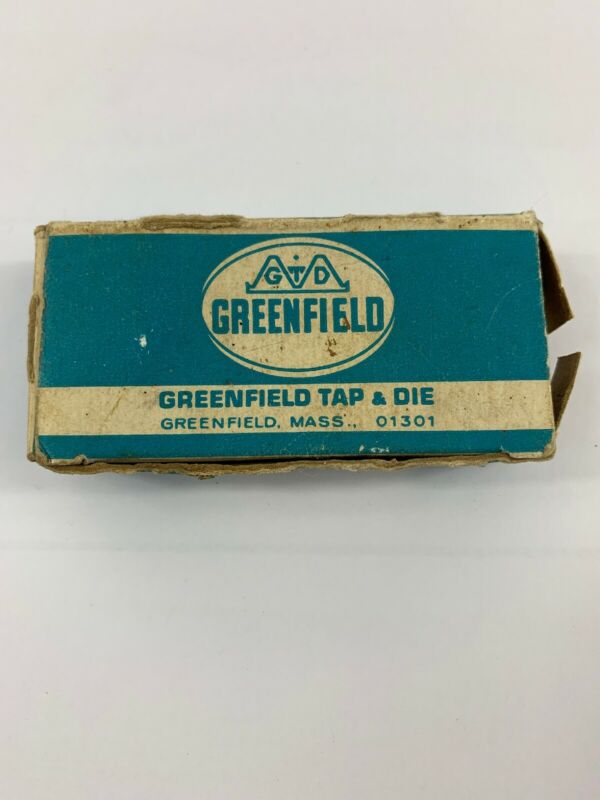 GTD
GREENFIELD
GREENFIELD TAP & DIE
GREENFIELD, MASS., 01301